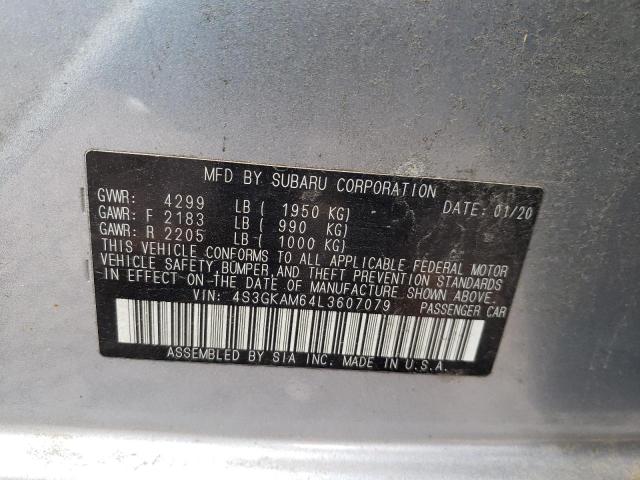 MFD BY SUBARU CORPORATION
GVWR: 4299 LB ( 1950 KG) DATE: 01/20
GAWR: F 2183 LB ( 990 KG)
GAWR: R 2205 LB ( 1000 KG)
THIS VEHICLE CONFORMS TO ALL APPLICABLE FEDERAL MOTOR
VEHICLE SAFETY, BUMPER, AND THEFT PREVENTION STANDARDS
IN EFFECT ON THE DATE OF MANUFACTURE SHOWN ABOVE.
VIN: 4S3GKAM64L3607079 PASSENGER CAR
ASSEMBLED BY SIA INC. MADE IN U.S.A.